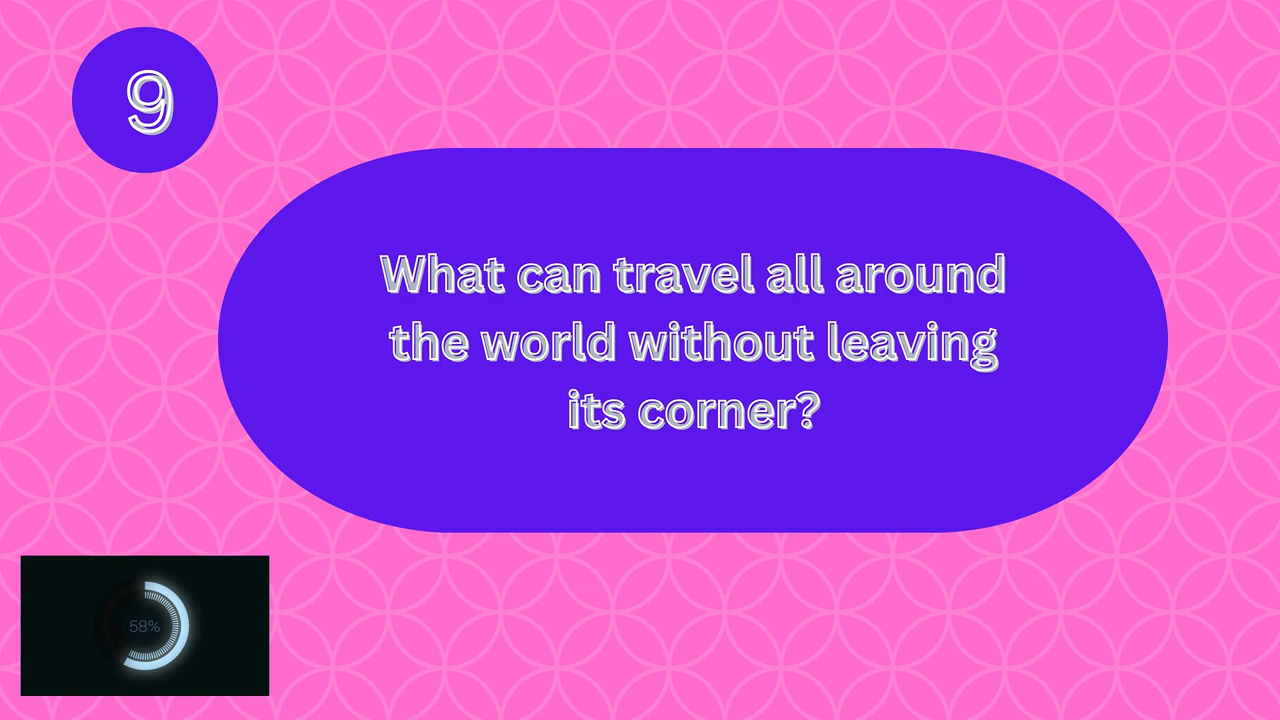 9
What can travel all around
the world without leaving
its corner?
58%